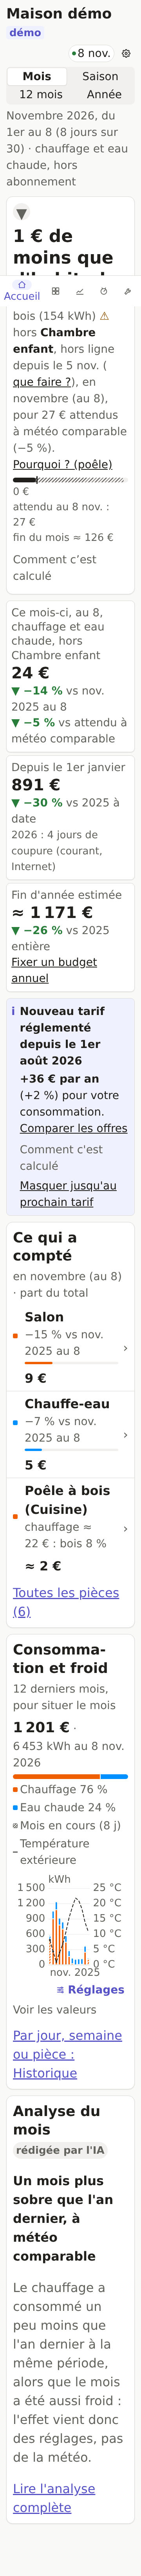 Maison démo
démo
8 nov.
Mois
Saison
12 mois
Année
Novembre 2026, du
1er au 8 (8 jours sur
30) · chauffage et eau
chaude, hors
abonnement
▼
1 € de
moins que
Accueil
bois (154 kWh) ⚠
hors Chambre
enfant, hors ligne
depuis le 5 nov. (
que faire ?), en
novembre (au 8),
pour 27 € attendus
à météo comparable
(−5 %).
Pourquoi ? (poêle)
0 €
attendu au 8 nov. :
27 €
fin du mois ≈ 126 €
Comment c’est
calculé
Ce mois-ci, au 8,
chauffage et eau
chaude, hors
Chambre enfant
24 €
▼ −14 % vs nov.
2025 au 8
▼ −5 % vs attendu à
météo comparable
Depuis le 1er janvier
891 €
▼ −30 % vs 2025 à
date
2026 : 4 jours de
coupure (courant,
Internet)
Fin d'année estimée
≈ 1 171 €
▼ −26 % vs 2025
entière
Fixer un budget
annuel
i Nouveau tarif
réglementé
depuis le 1er
août 2026
+36 € par an
(+2 %) pour votre
consommation.
Comparer les offres
Comment c'est
calculé
Masquer jusqu'au
prochain tarif
Ce qui a
compté
en novembre (au 8)
· part du total
Salon
−15 % vs nov.
2025 au 8
9 €
Chauffe-eau
−7 % vs nov.
2025 au 8
5 €
Poêle à bois
(Cuisine)
chauffage ≈
22 € : bois 8 %
≈ 2 €
Toutes les pièces
(6)
Consomma-
tion et froid
12 derniers mois,
pour situer le mois
1 201 € ·
6 453 kWh au 8 nov.
2026
Chauffage 76 %
Eau chaude 24 %
Mois en cours (8 j)
Température
extérieure
kWh
1 500 25 °C
1 200 20 °C
900 15 °C
600 10 °C
300 5 °C
0 0 °C
nov. 2025
Réglages
Voir les valeurs
Par jour, semaine
ou pièce :
Historique
Analyse du
mois
rédigée par l'IA
Un mois plus
sobre que l'an
dernier, à
météo
comparable
Le chauffage a
consommé un
peu moins que
l'an dernier à la
même période,
alors que le mois
a été aussi froid :
l'effet vient donc
des réglages, pas
de la météo.
Lire l'analyse
complète